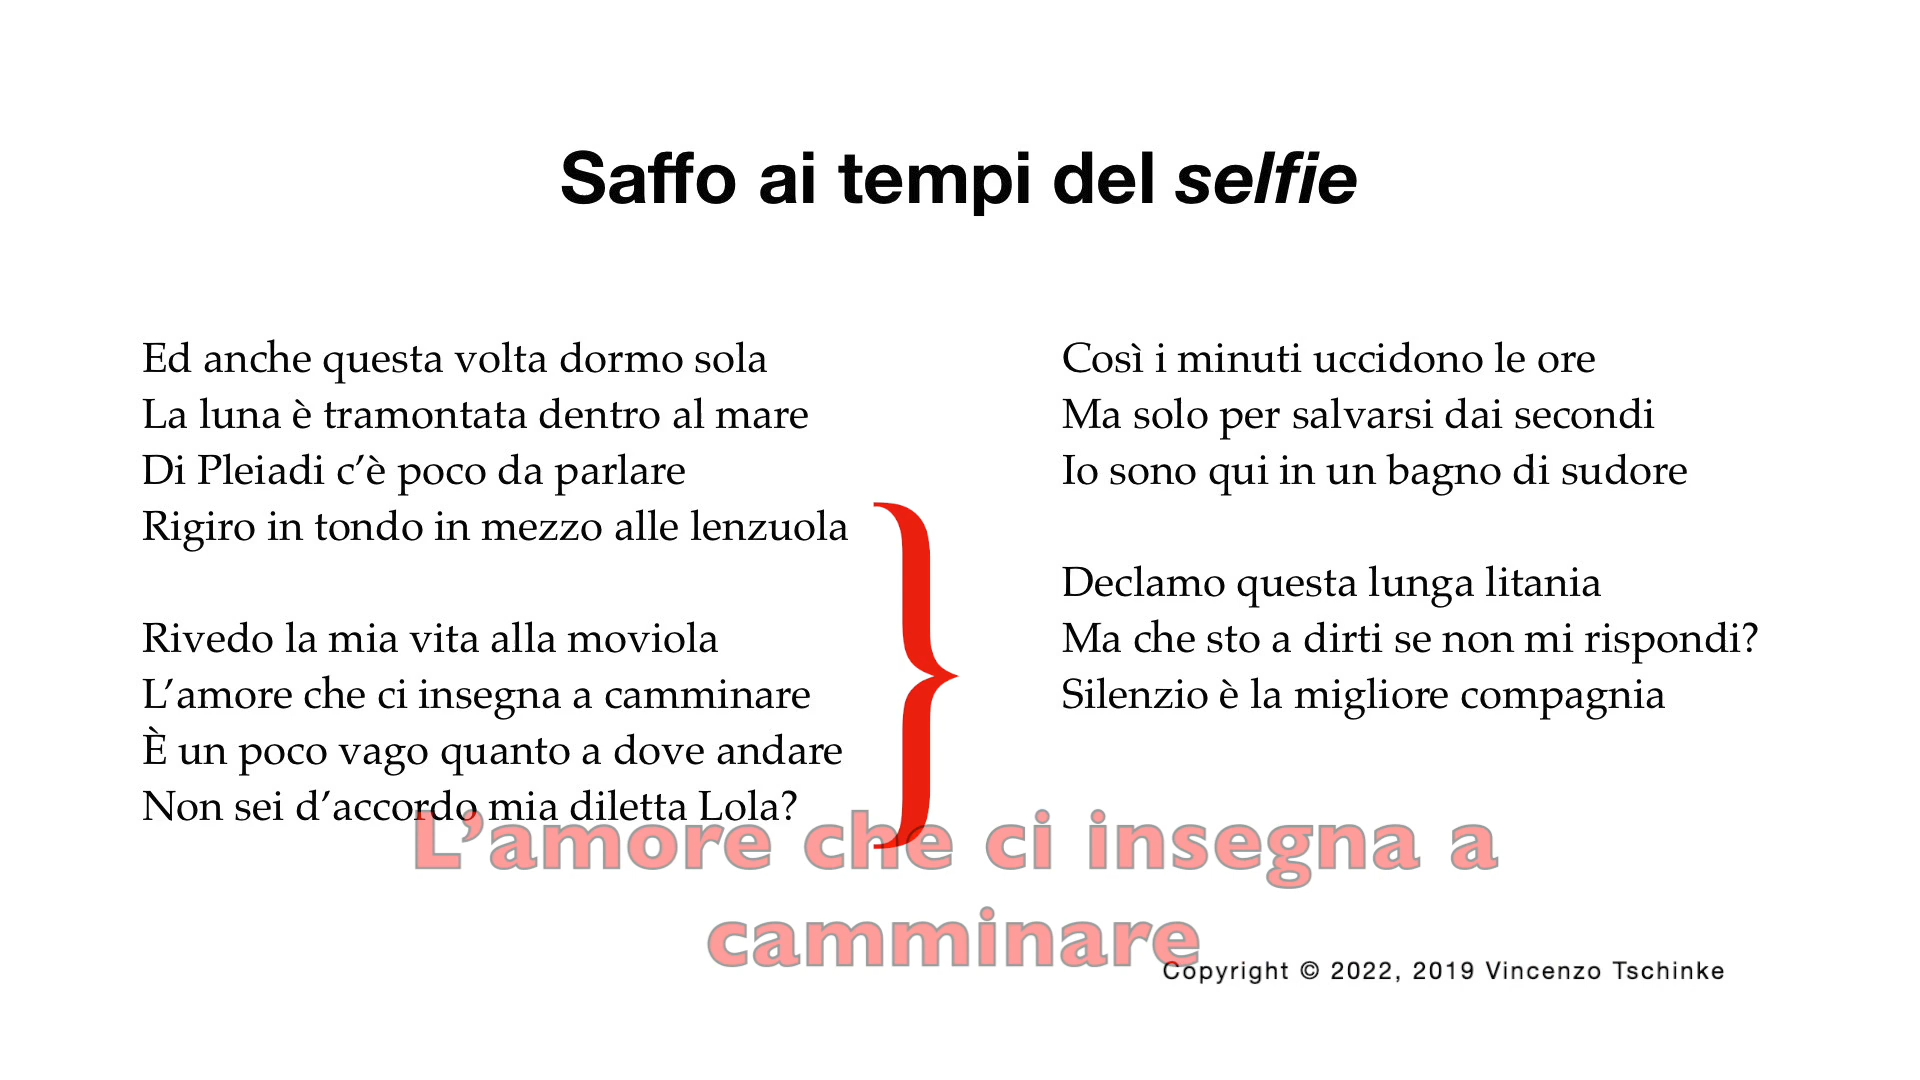 Saffo ai tempi del selfie
Ed anche questa volta dormo sola
La luna è tramontata dentro al mare
Di Pleiadi c’è poco da parlare
Rigiro in tondo in mezzo alle lenzuola
Rivedo la mia vita alla moviola
L’amore che ci insegna a camminare
È un poco vago quanto a dove andare
Non sei d’accordo mia diletta Lola?
Così i minuti uccidono le ore
Ma solo per salvarsi dai secondi
Io sono qui in un bagno di sudore
Declamo questa lunga litania
Ma che sto a dirti se non mi rispondi?
Silenzio è la migliore compagnia
L’amore che ci insegna a
camminare
Copyright © 2022, 2019 Vincenzo Tschinke